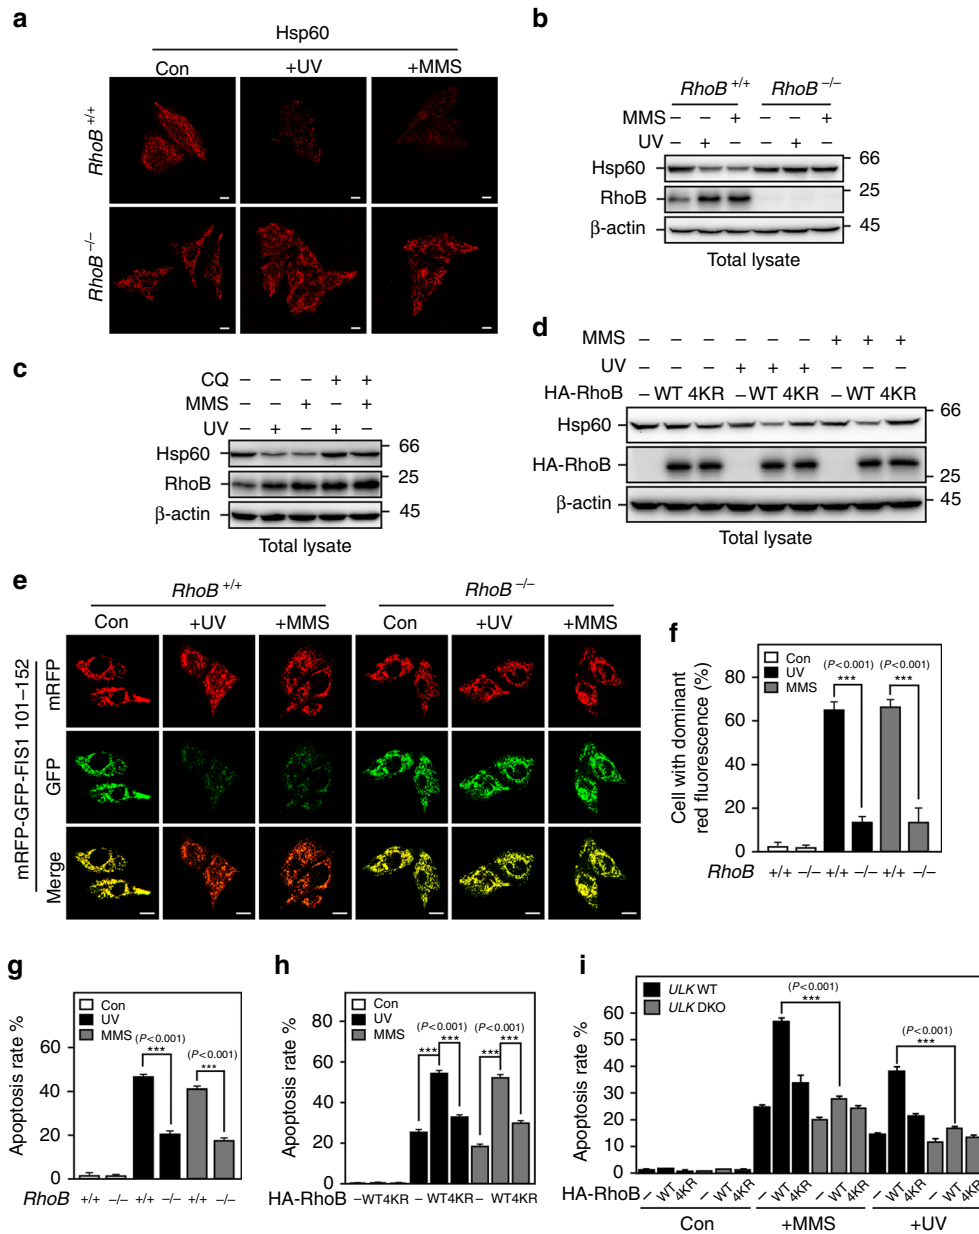 a
Hsp60
Con +UV +MMS
RhoB +/+
RhoB −/−
b
RhoB +/+ RhoB −/−
MMS − − + − − +
UV − + − − + −
Hsp60 66
RhoB 25
β-actin 45
Total lysate
c
CQ − − − + +
MMS − − + − +
UV − + − + −
Hsp60 66
RhoB 25
β-actin 45
Total lysate
d
MMS − − − − − − + + +
UV − − − + + + − − −
HA-RhoB − WT 4KR − WT 4KR − WT 4KR
Hsp60 66
HA-RhoB 25
β-actin 45
Total lysate
e
RhoB +/+ RhoB −/−
Con +UV +MMS Con +UV +MMS
mRFP-GFP-FIS1 101–152
mRFP
GFP
Merge
f
Con
UV
MMS
(P<0.001) (P<0.001)
*** ***
Cell with dominant
red fluorescence (%)
80
60
40
20
0
RhoB +/+ −/− +/+ −/− +/+ −/−
g
Con
UV
MMS
(P<0.001)
***
(P<0.001)
***
Apoptosis rate %
80
60
40
20
0
RhoB +/+ −/− +/+ −/− +/+ −/−
h
Con
UV
MMS
(P<0.001) (P<0.001)
*** *** *** ***
Apoptosis rate %
80
60
40
20
0
HA-RhoB −WT4KR −WT4KR − WT4KR
i
ULK WT
ULK DKO
(P<0.001)
***
(P<0.001)
***
Apoptosis rate %
60
50
40
30
20
10
0
HA-RhoB − WT 4KR − WT 4KR − WT 4KR − WT 4KR − WT 4KR − WT 4KR
Con +MMS +UV